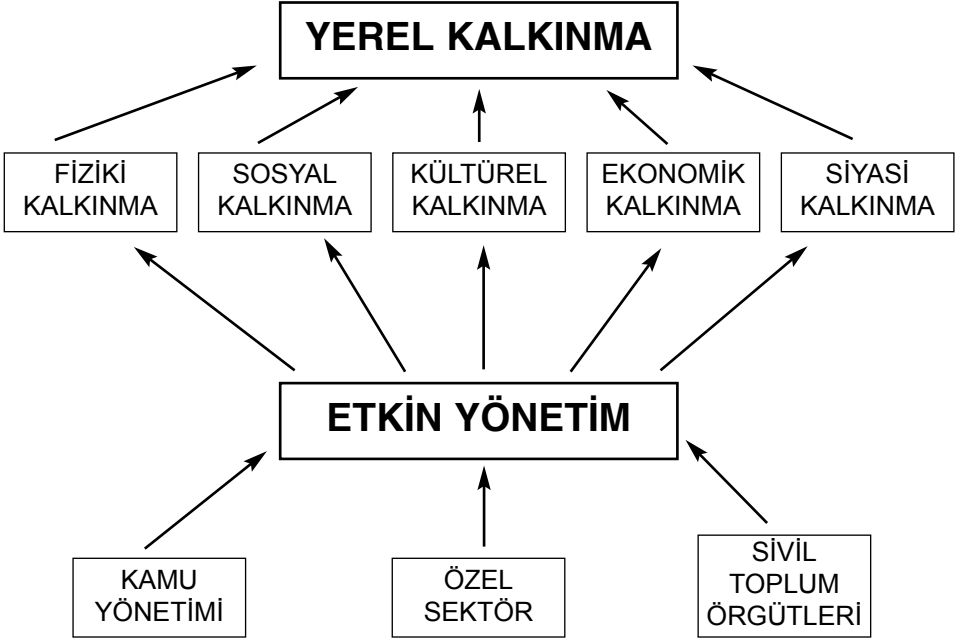 YEREL KALKINMA
FİZİKİ
KALKINMA
SOSYAL
KALKINMA
KÜLTÜREL
KALKINMA
EKONOMİK
KALKINMA
SİYASİ
KALKINMA
ETKİN YÖNETİM
KAMU
YÖNETİMİ
ÖZEL
SEKTÖR
SİVİL
TOPLUM
ÖRGÜTLERİ